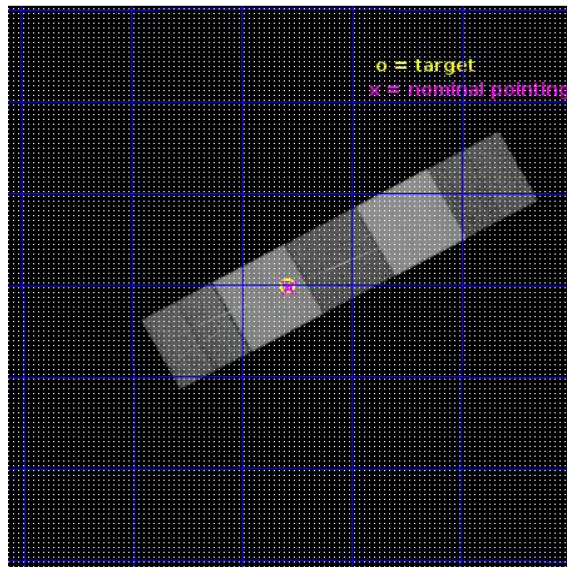 o = target
x = nominal pointing